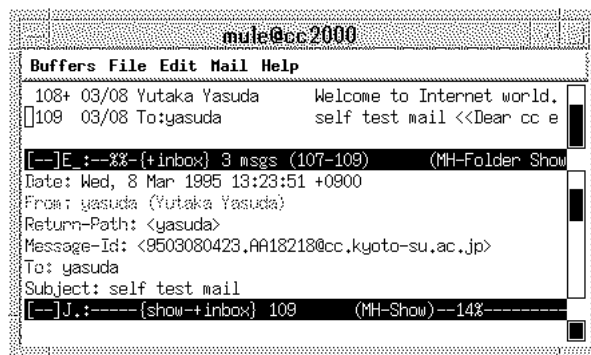 mule@cc2000
Buffers File Edit Mail Help
108+ 03/08 Yutaka Yasuda Welcome to Internet world.
109 03/08 To:yasuda self test mail <<Dear cc e
[--]E_:--%%-{+inbox} 3 msgs (107-109) (MH-Folder Show
Date: Wed, 8 Mar 1995 13:23:51 +0900
From: yasuda (Yutaka Yasuda)
Return-Path: <yasuda>
Message-Id: <9503080423.AA18218@cc.kyoto-su.ac.jp>
To: yasuda
Subject: self test mail
[--]J.:-----{show-+inbox} 109 (MH-Show)--14%---------